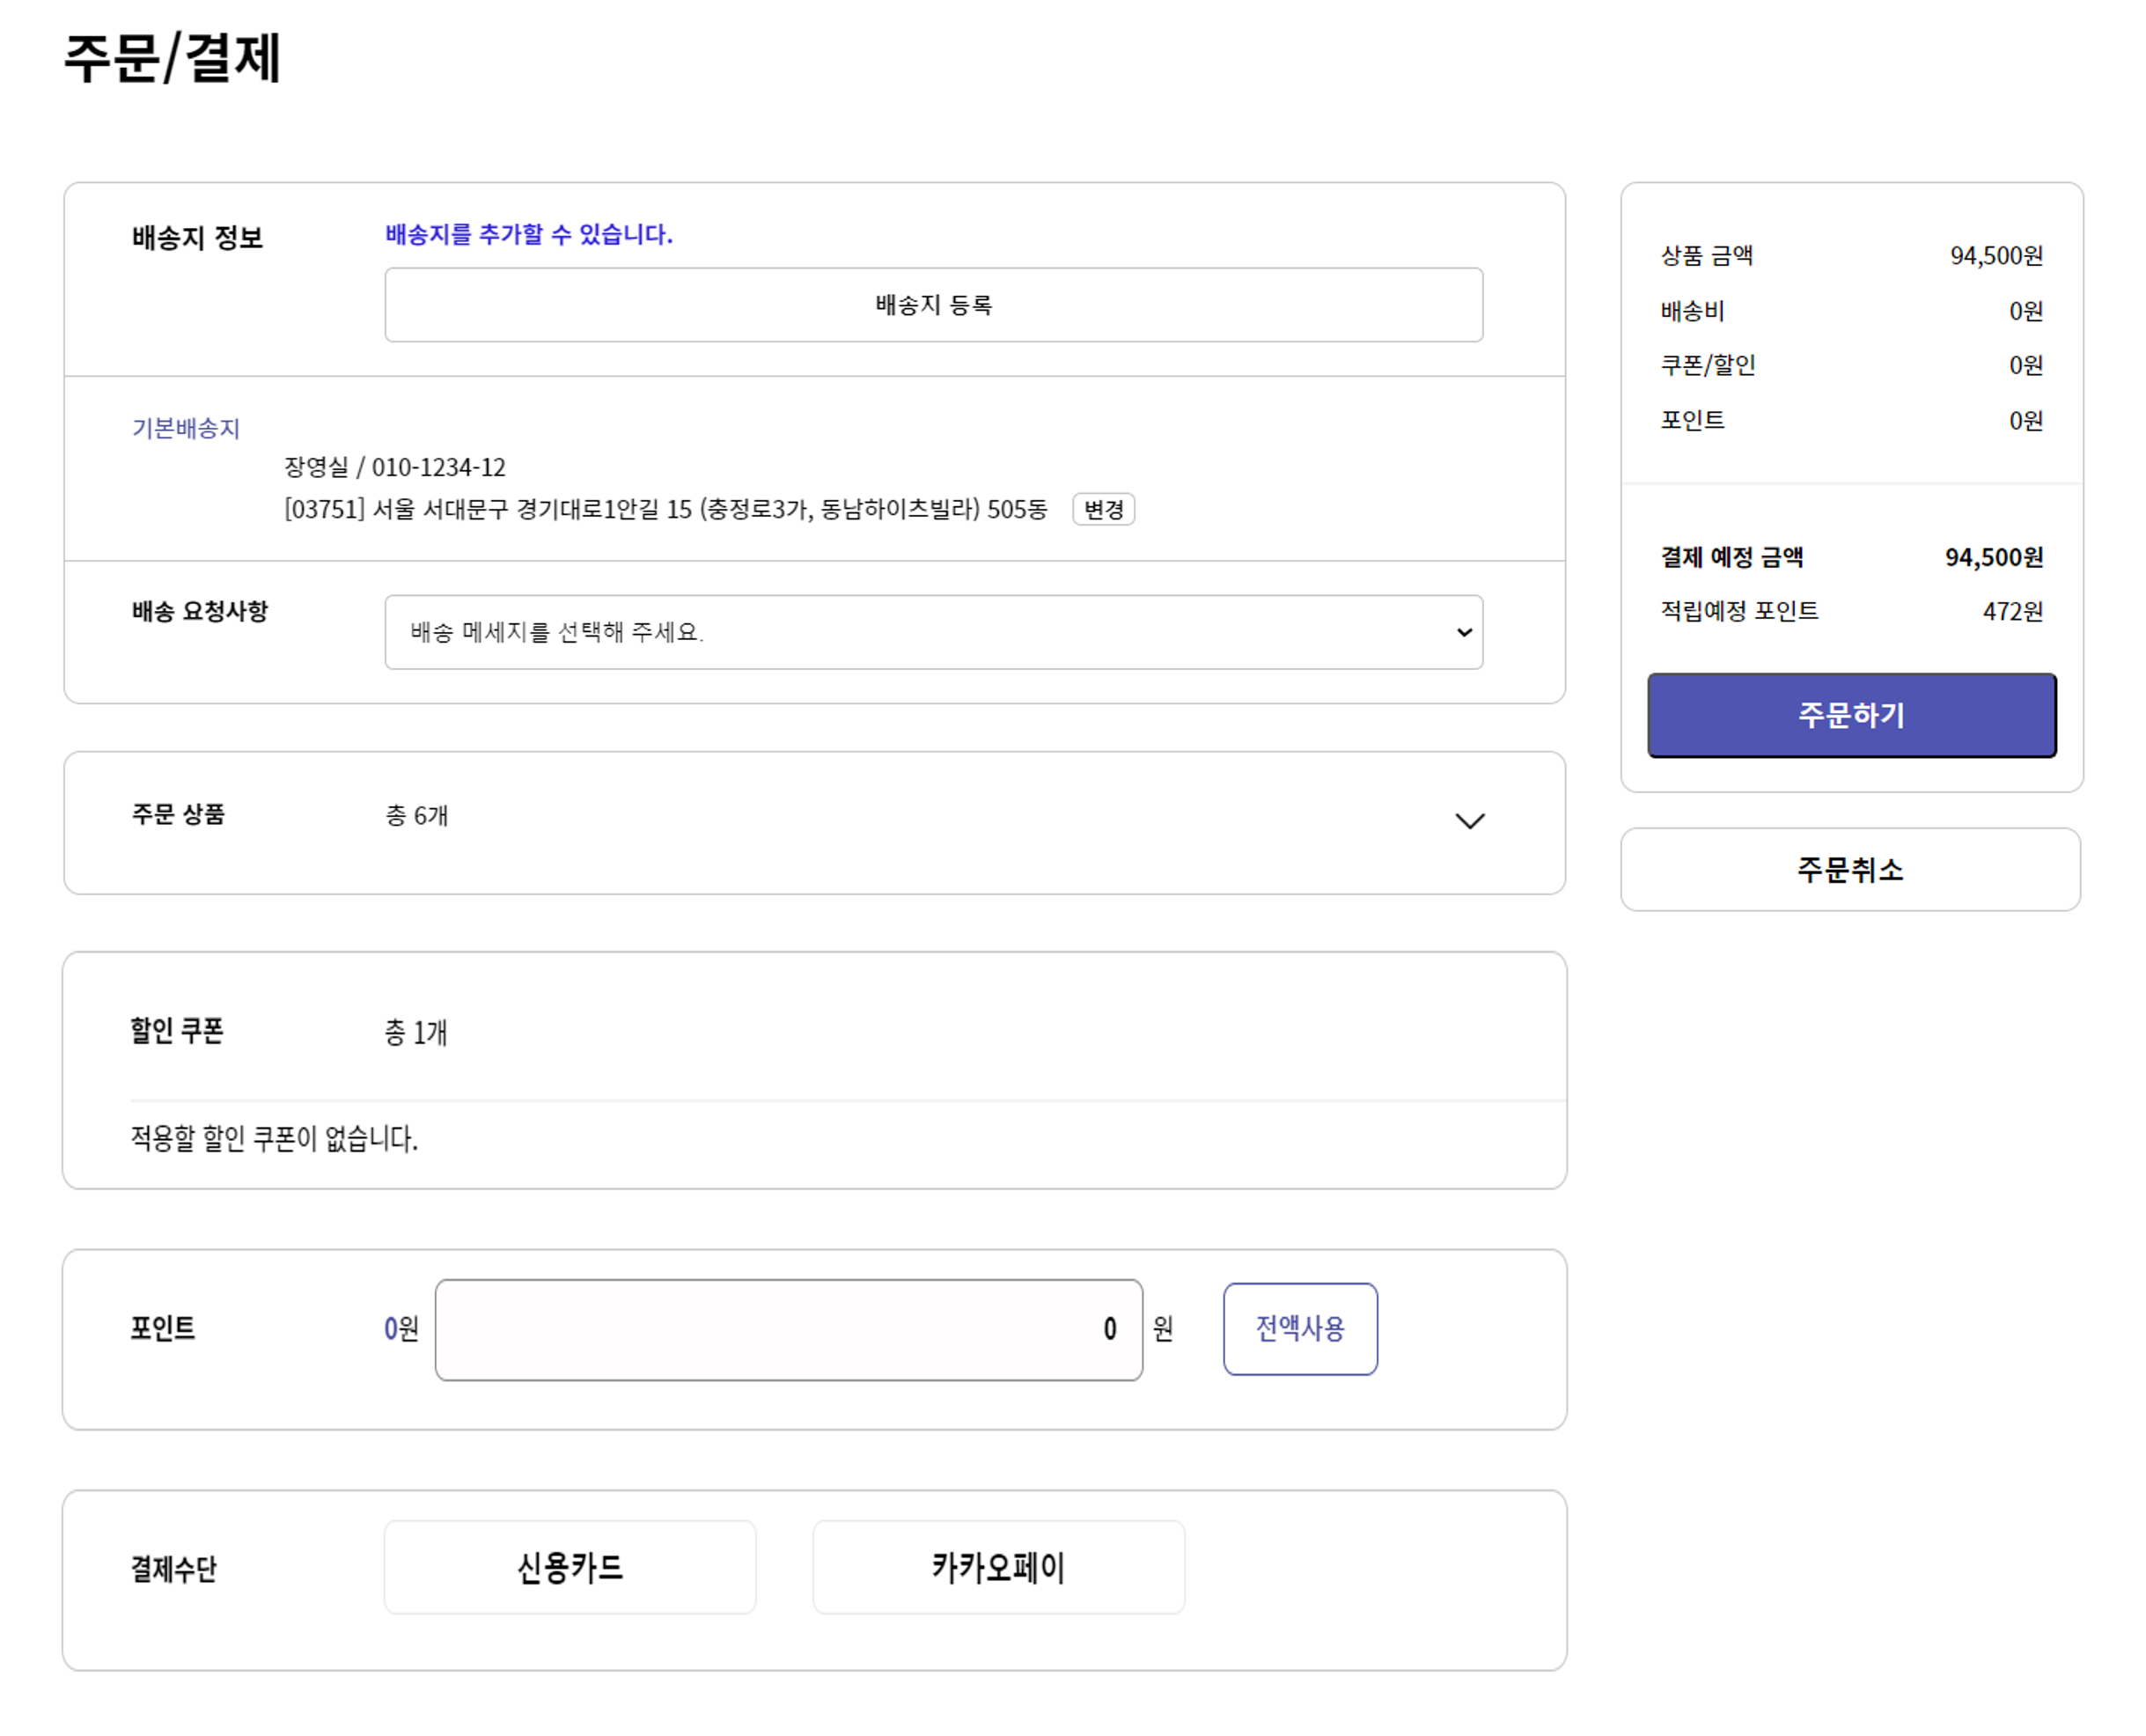 주문/결제
배송지 정보
배송지를 추가할 수 있습니다.
배송지 등록
기본배송지
장영실 / 010-1234-12
[03751] 서울 서대문구 경기대로1안길 15 (충정로3가, 동남하이츠빌라) 505동 변경
배송 요청사항
배송 메세지를 선택해 주세요.
주문 상품 총 6개
할인 쿠폰 총 1개
적용할 할인 쿠폰이 없습니다.
포인트 0원 0 원 전액사용
결제수단 신용카드 카카오페이
상품 금액 94,500원
배송비 0원
쿠폰/할인 0원
포인트 0원
결제 예정 금액 94,500원
적립예정 포인트 472원
주문하기
주문취소